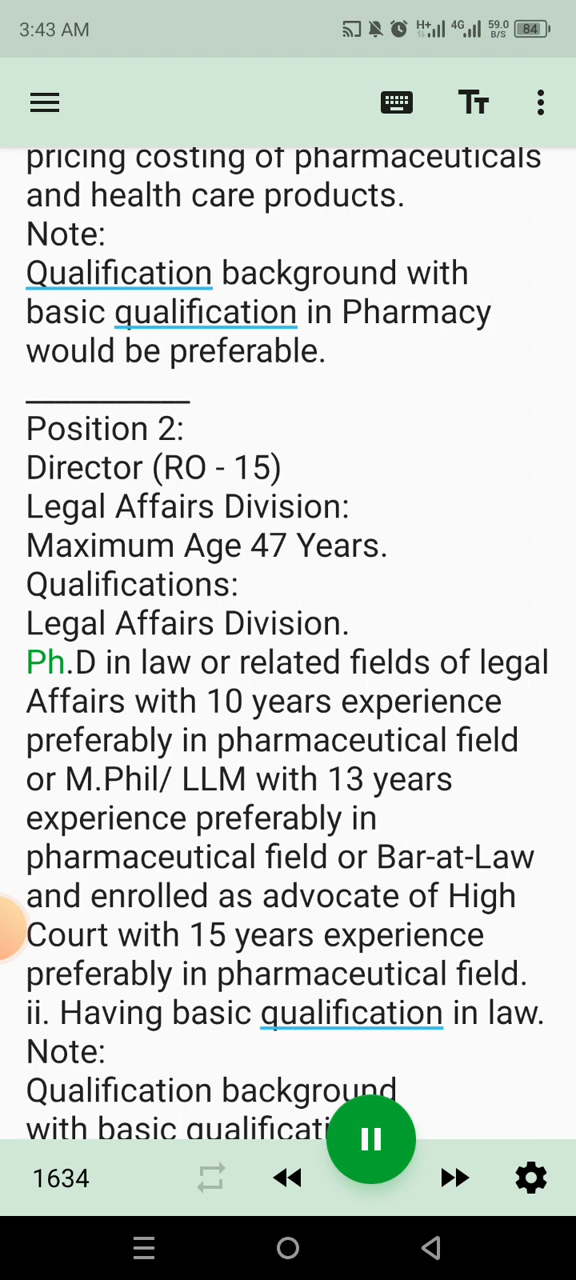 3:43 AM
H+ 4G 59.0 B/S 84
pricing costing of pharmaceuticals
and health care products.
Note:
Qualification background with
basic qualification in Pharmacy
would be preferable.
___________
Position 2:
Director (RO - 15)
Legal Affairs Division:
Maximum Age 47 Years.
Qualifications:
Legal Affairs Division.
Ph.D in law or related fields of legal
Affairs with 10 years experience
preferably in pharmaceutical field
or M.Phil/ LLM with 13 years
experience preferably in
pharmaceutical field or Bar-at-Law
and enrolled as advocate of High
Court with 15 years experience
preferably in pharmaceutical field.
ii. Having basic qualification in law.
Note:
Qualification background
with basic qualificati
1634